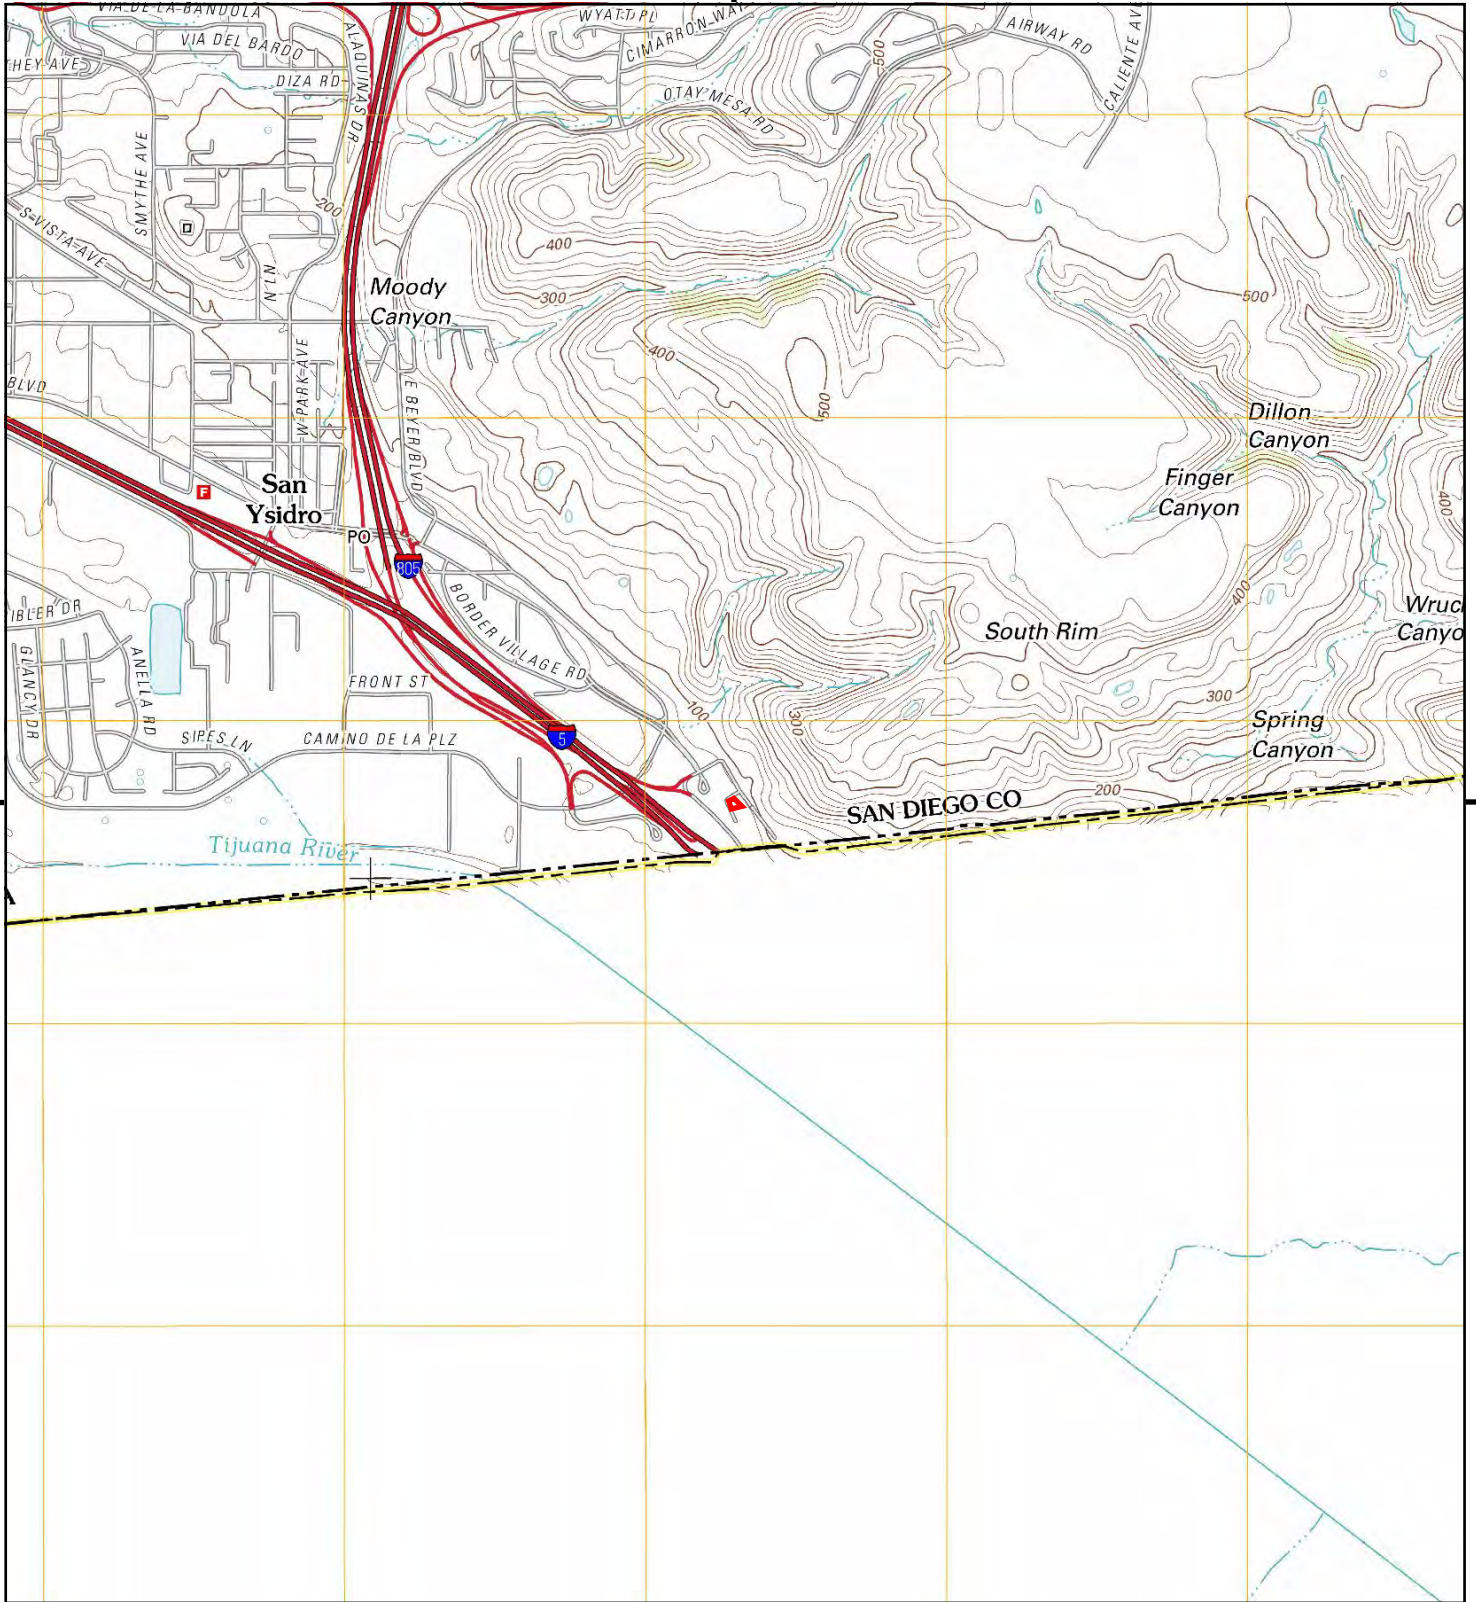 VIA DE LA BANDOLA
WYATT PL
CIMARRON WAY
AIRWAY RD
CALIENTE AVE
VIA DEL BARDO
ALAQUINAS DR
500
THEY AVE
DIZA RD
OTAY MESA RD
SMYTHE AVE
200
S VISTA AVE
400
N LN
Moody
Canyon
300
500
W PARK AVE
400
500
BLVD
E BEYER BLVD
Dillon
Canyon
F
San
Ysidro
Finger
Canyon
400
PO
805
400
IBLER DR
BORDER VILLAGE RD
South Rim
Wruc
Canyo
GLANCY DR
ANELLA RD
FRONT ST
300
100
300
Spring
Canyon
SIPES LN
CAMINO DE LA PLZ
5
200
SAN DIEGO CO
Tijuana River
A